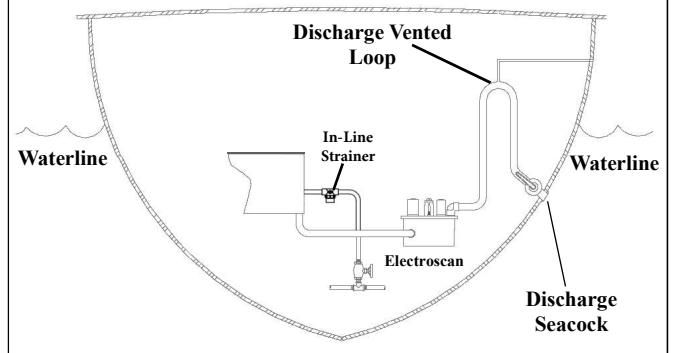 Discharge Vented
Loop
In-Line
Strainer
Waterline
Waterline
Electroscan
Discharge
Seacock